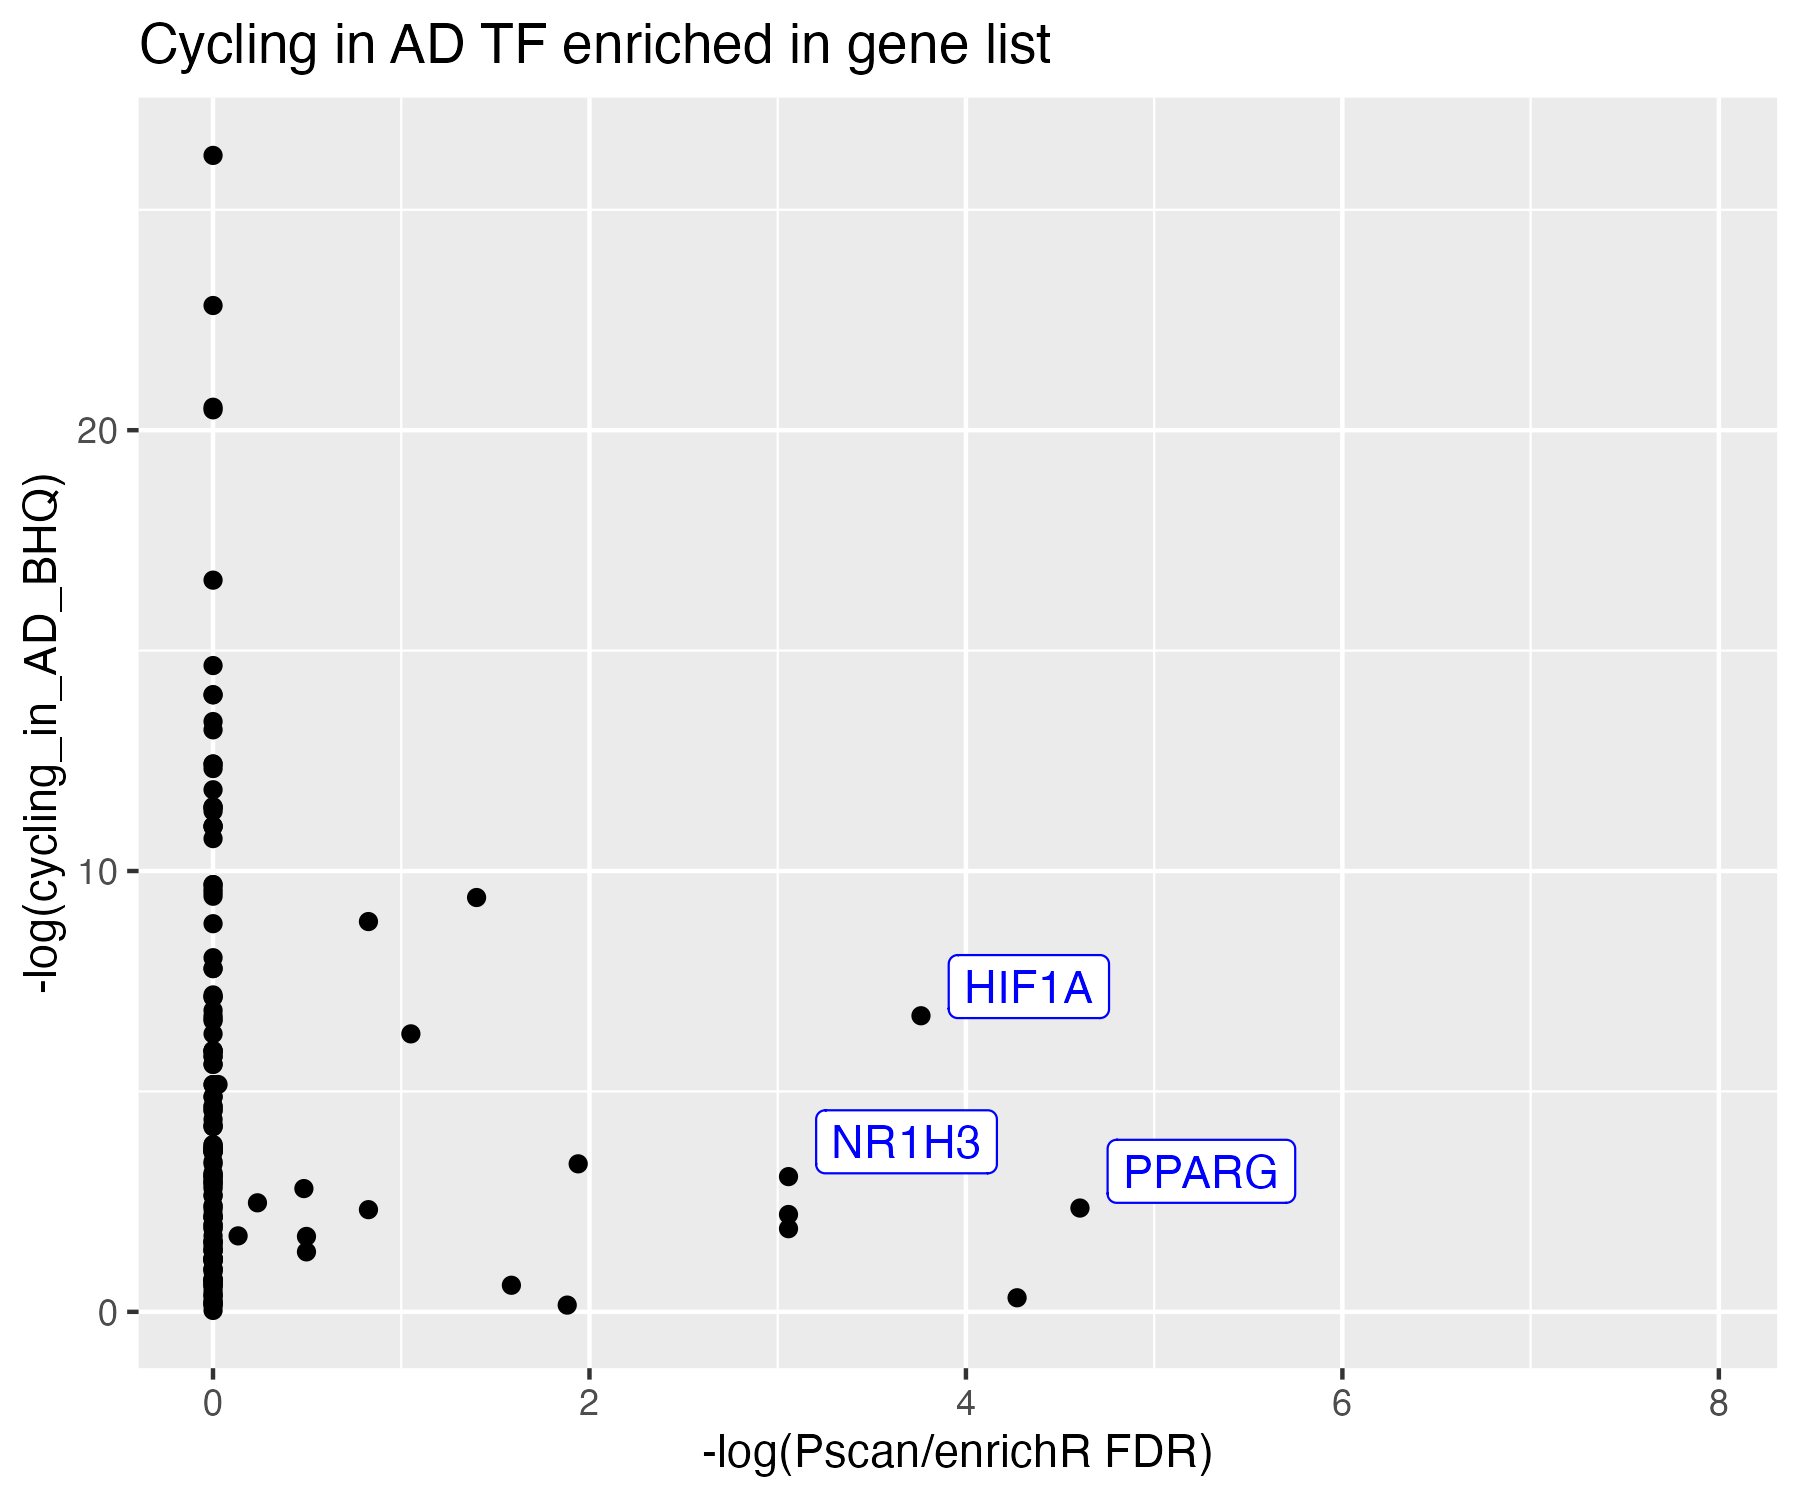 Cycling in AD TF enriched in gene list
-log(cycling_in_AD_BHQ)
20
10
0
HIF1A
NR1H3
PPARG
0 2 4 6 8
-log(Pscan/enrichR FDR)